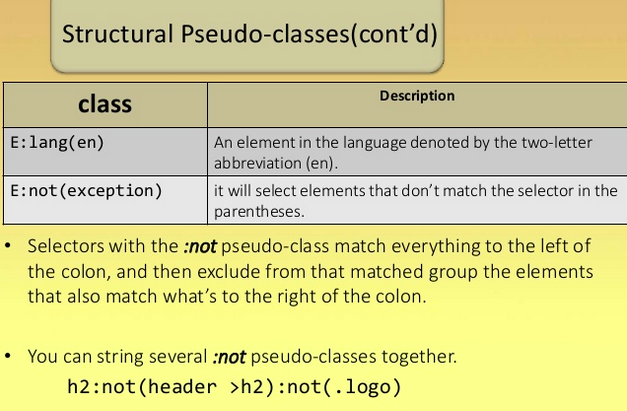 Structural Pseudo-classes(cont’d)
class
Description
E:lang(en)
An element in the language denoted by the two-letter
abbreviation (en).
E:not(exception)
it will select elements that don’t match the selector in the
parentheses.
• Selectors with the :not pseudo-class match everything to the left of
the colon, and then exclude from that matched group the elements
that also match what’s to the right of the colon.
• You can string several :not pseudo-classes together.
h2:not(header >h2):not(.logo)